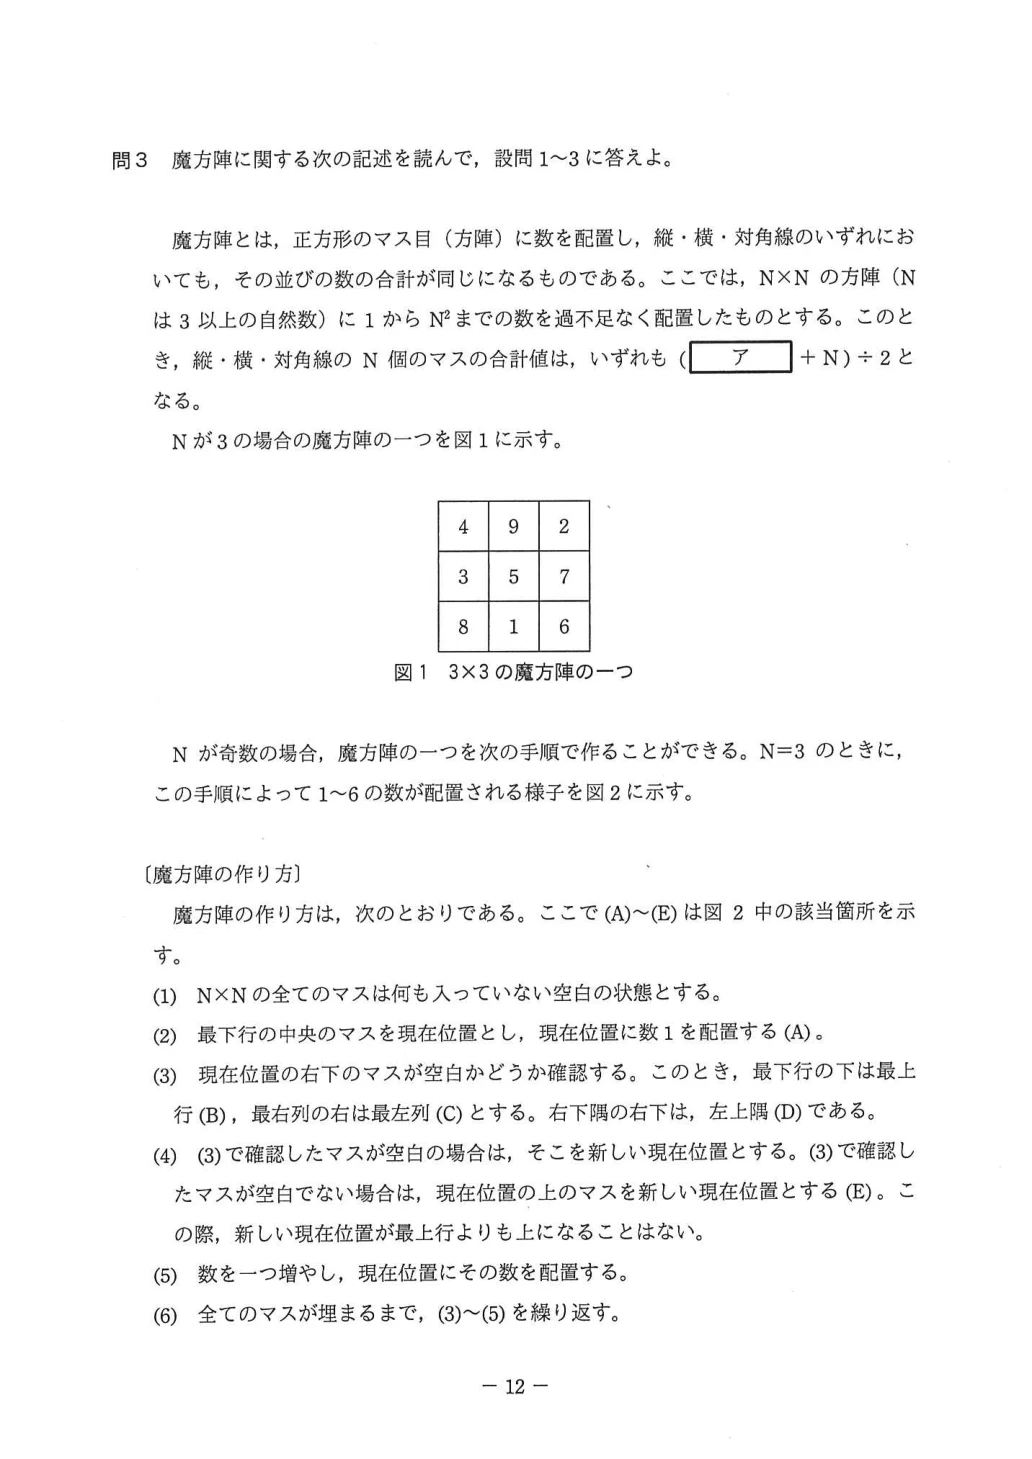 問3 魔方陣に関する次の記述を読んで，設問1～3に答えよ。
魔方陣とは，正方形のマス目（方陣）に数を配置し，縦・横・対角線のいずれにお
いても，その並びの数の合計が同じになるものである。ここでは，N×N の方陣（N
は 3 以上の自然数）に 1 から N²までの数を過不足なく配置したものとする。このと
き，縦・横・対角線の N 個のマスの合計値は，いずれも（ ア ＋N）÷2 と
なる。
N が 3 の場合の魔方陣の一つを図 1 に示す。
4 9 2
3 5 7
8 1 6
図1 3×3 の魔方陣の一つ
N が奇数の場合，魔方陣の一つを次の手順で作ることができる。N=3 のときに，
この手順によって 1～6 の数が配置される様子を図 2 に示す。
〔魔方陣の作り方〕
魔方陣の作り方は，次のとおりである。ここで (A)～(E) は図 2 中の該当箇所を示
す。
(1) N×N の全てのマスは何も入っていない空白の状態とする。
(2) 最下行の中央のマスを現在位置とし，現在位置に数 1 を配置する (A)。
(3) 現在位置の右下のマスが空白かどうか確認する。このとき，最下行の下は最上
行 (B)，最右列の右は最左列 (C) とする。右下隅の右下は，左上隅 (D) である。
(4) (3) で確認したマスが空白の場合は，そこを新しい現在位置とする。(3) で確認し
たマスが空白でない場合は，現在位置の上のマスを新しい現在位置とする (E)。こ
の際，新しい現在位置が最上行よりも上になることはない。
(5) 数を一つ増やし，現在位置にその数を配置する。
(6) 全てのマスが埋まるまで，(3)～(5) を繰り返す。
－ 12 －